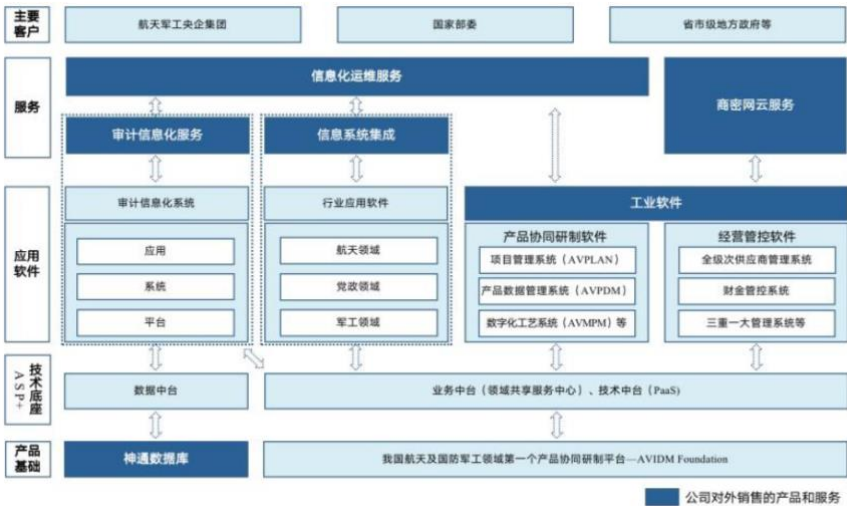 主要
客户
航天军工央企集团
国家部委
省市级地方政府等
服务
信息化运维服务
商密网云服务
审计信息化服务
信息系统集成
应用
软件
审计信息化系统
行业应用软件
工业软件
应用
系统
平台
航天领域
党政领域
军工领域
产品协同研制软件
项目管理系统（AVPLAN）
产品数据管理系统（AVPDM）
数字化工艺系统（AVMPM）等
经营管控软件
全级次供应商管理系统
财金管控系统
三重一大管理系统等
技术底座
ASP+
数据中台
业务中台（领域共享服务中心）、技术中台（PaaS）
产品
基础
神通数据库
我国航天及国防军工领域第一个产品协同研制平台—AVIDM Foundation
公司对外销售的产品和服务